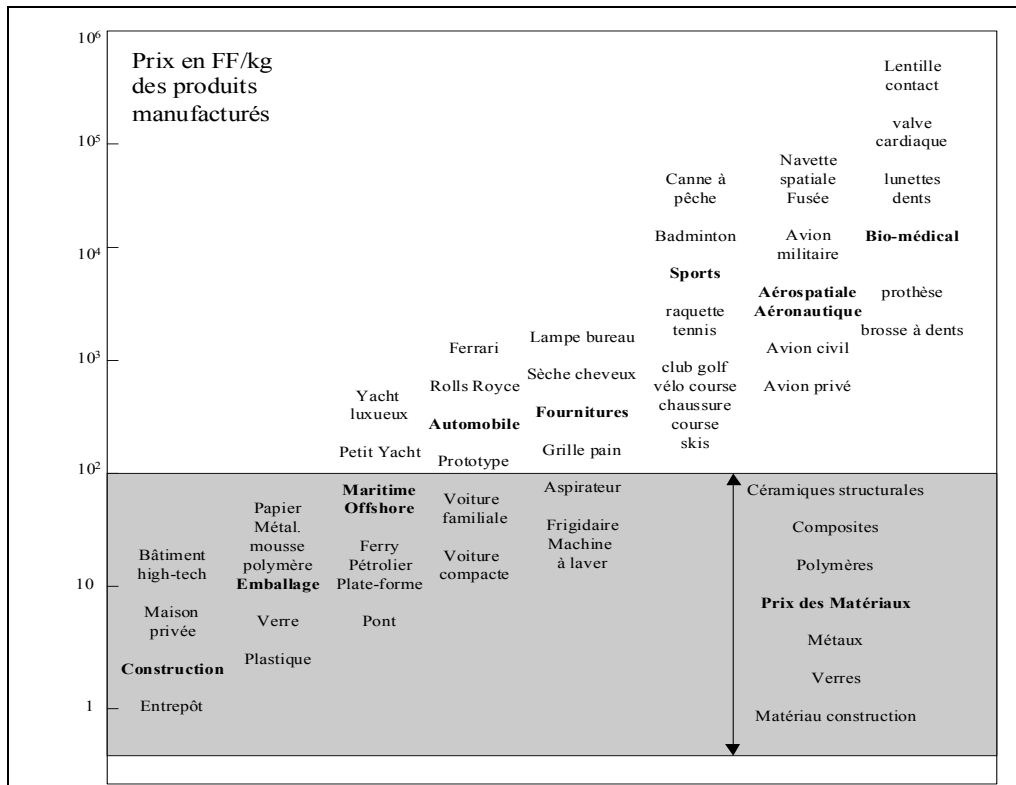 Prix en FF/kg
des produits
manufacturés
10⁶
10⁵
10⁴
10³
10²
10
1
Bâtiment
high-tech
Maison
privée
Construction
Entrepôt
Papier
Métal.
mousse
polymère
Emballage
Verre
Plastique
Yacht
luxueux
Petit Yacht
Maritime
Offshore
Ferry
Pétrolier
Plate-forme
Pont
Ferrari
Rolls Royce
Automobile
Prototype
Voiture
familiale
Voiture
compacte
Lampe bureau
Sèche cheveux
Fournitures
Grille pain
Aspirateur
Frigidaire
Machine
à laver
Canne à
pêche
Badminton
Sports
raquette
tennis
club golf
vélo course
chaussure
course
skis
Navette
spatiale
Fusée
Avion
militaire
Aérospatiale
Aéronautique
Avion civil
Avion privé
Lentille
contact
valve
cardiaque
lunettes
dents
Bio-médical
prothèse
brosse à dents
Céramiques structurales
Composites
Polymères
Prix des Matériaux
Métaux
Verres
Matériau construction